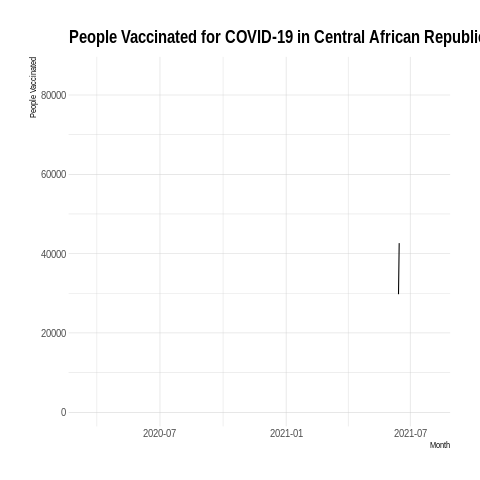 People Vaccinated for COVID-19 in Central African Republi
People Vaccinated
80000
60000
40000
20000
0
2020-07
2021-01
2021-07
Month